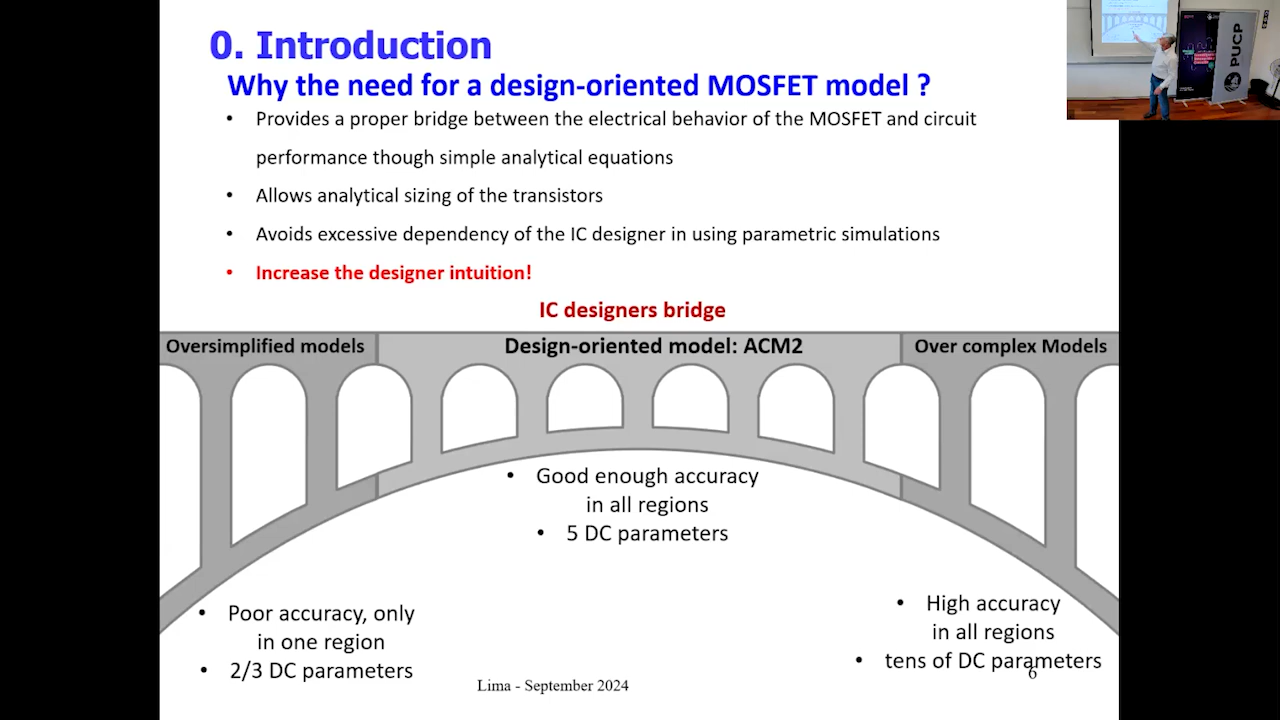 0. Introduction
Why the need for a design-oriented MOSFET model ?
• Provides a proper bridge between the electrical behavior of the MOSFET and circuit
performance though simple analytical equations
• Allows analytical sizing of the transistors
• Avoids excessive dependency of the IC designer in using parametric simulations
• Increase the designer intuition!
IC designers bridge
Oversimplified models
Design-oriented model: ACM2
Over complex Models
• Good enough accuracy
in all regions
• 5 DC parameters
• Poor accuracy, only
in one region
• 2/3 DC parameters
• High accuracy
in all regions
• tens of DC parameters
Lima - September 2024
6
PUCP